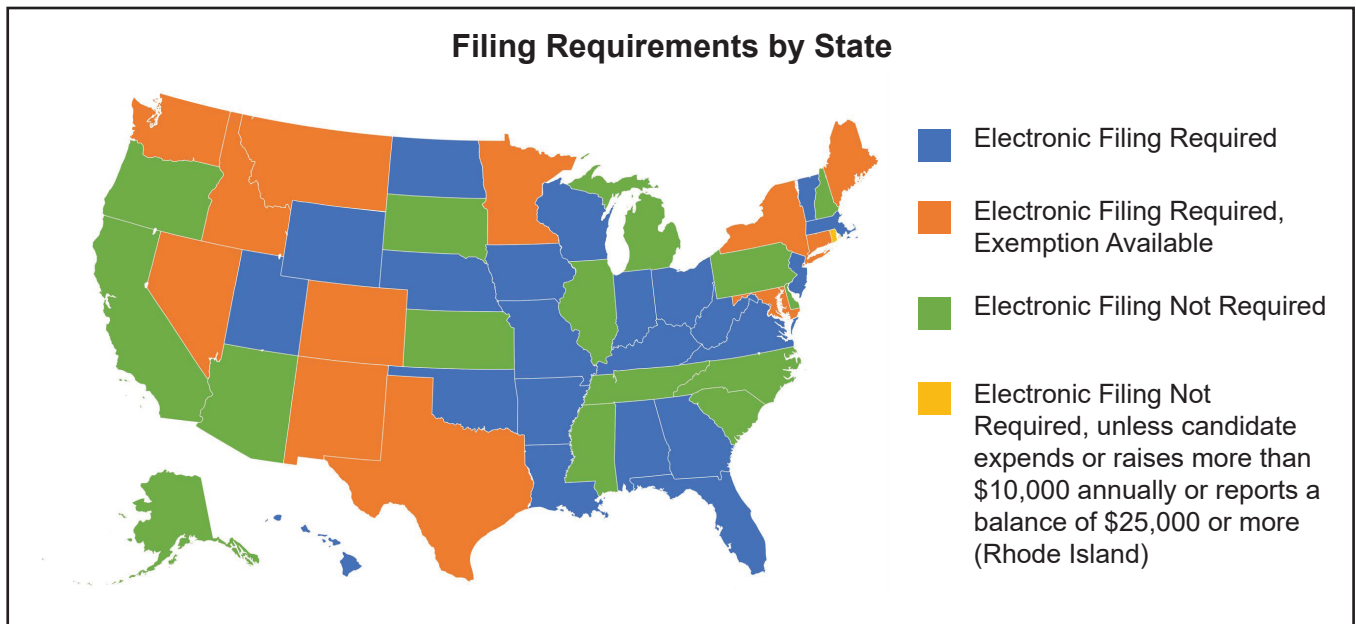 Filing Requirements by State
Electronic Filing Required
Electronic Filing Required,
Exemption Available
Electronic Filing Not Required
Electronic Filing Not
Required, unless candidate
expends or raises more than
$10,000 annually or reports a
balance of $25,000 or more
(Rhode Island)